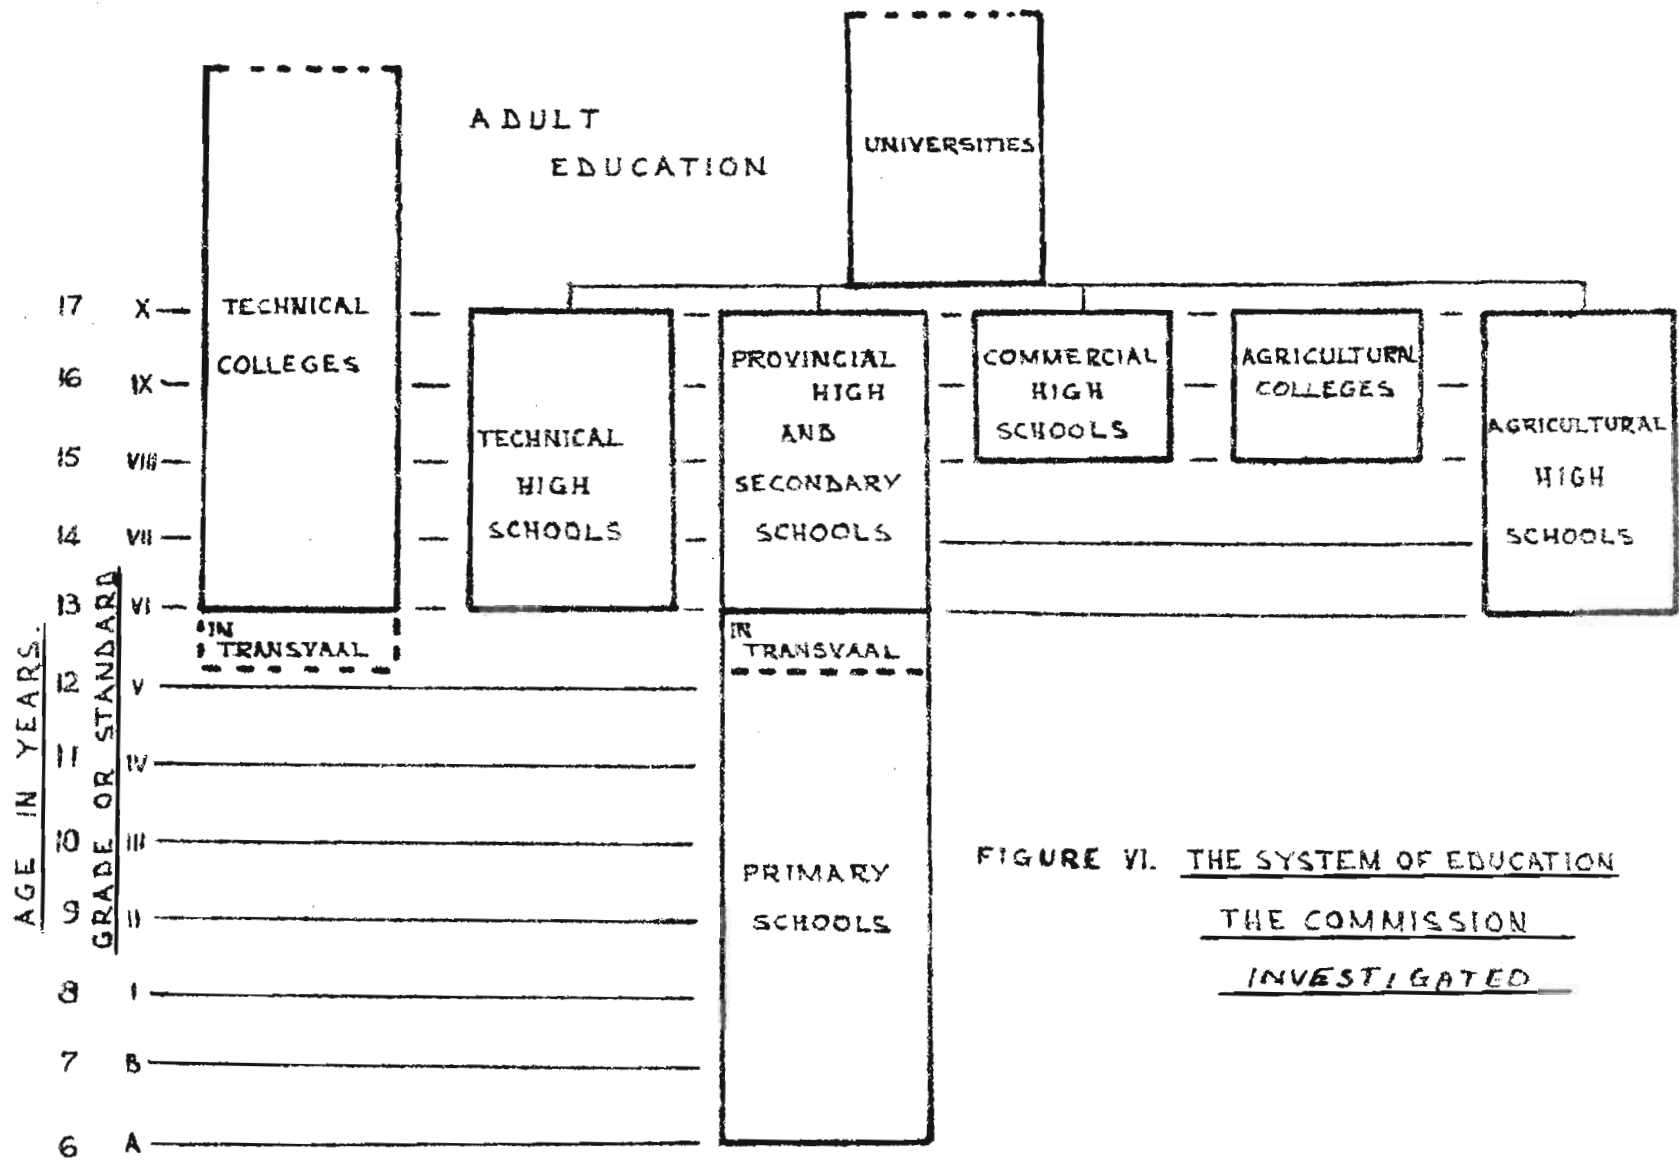 ADULT
EDUCATION
UNIVERSITIES
17 X
TECHNICAL
COLLEGES
16 IX
15 VIII
14 VII
13 VI
IN
TRANSVAAL
12 V
11 IV
10 III
9 II
8 I
7 B
6 A
AGE IN YEARS.
GRADE OR STANDARD
TECHNICAL
HIGH
SCHOOLS
PROVINCIAL
HIGH
AND
SECONDARY
SCHOOLS
IN
TRANSVAAL
PRIMARY
SCHOOLS
COMMERCIAL
HIGH
SCHOOLS
AGRICULTURAL
COLLEGES
AGRICULTURAL
HIGH
SCHOOLS
FIGURE VI. THE SYSTEM OF EDUCATION
THE COMMISSION
INVESTIGATED